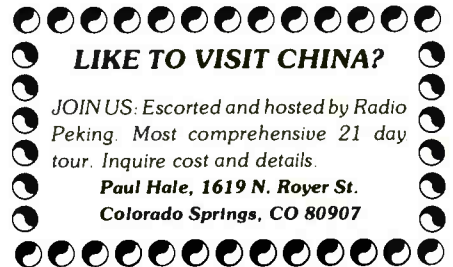 LIKE TO VISIT CHINA?
JOIN US: Escorted and hosted by Radio
Peking. Most comprehensive 21 day
tour. Inquire cost and details.
Paul Hale, 1619 N. Royer St.
Colorado Springs, CO 80907